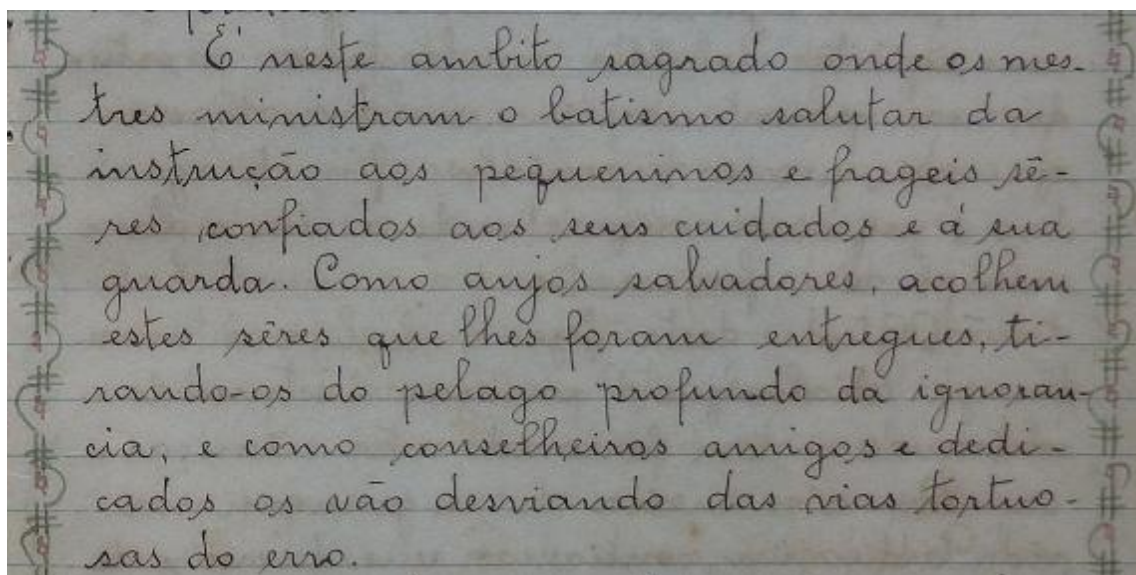 É neste ambito sagrado onde os mes-
tres ministram o batismo salutar da
instrução aos pequeninos e frageis sê-
res confiados aos seus cuidados e á sua
guarda. Como anjos salvadores, acolhem
estes sêres que lhes foram entregues, ti-
rando-os do pelago profundo da ignoran-
cia, e como conselheiros amigos e dedi-
cados os vão desviando das vias tortuo-
sas do erro.